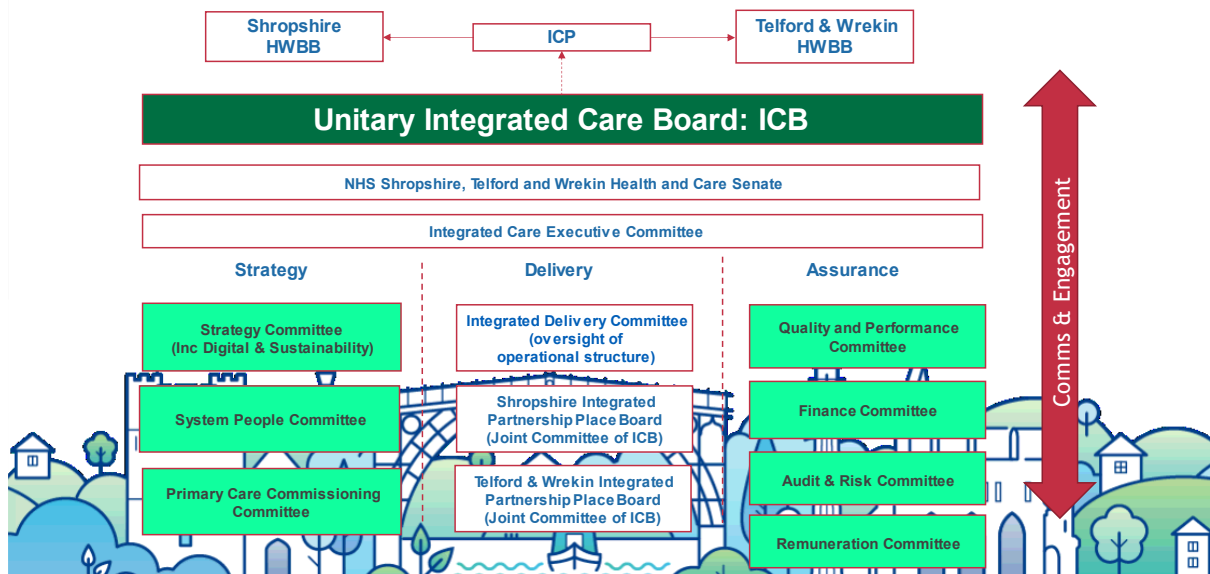 Shropshire
HWBB
ICP
Telford & Wrekin
HWBB
Unitary Integrated Care Board: ICB
NHS Shropshire, Telford and Wrekin Health and Care Senate
Integrated Care Executive Committee
Strategy
Delivery
Assurance
Strategy Committee
(Inc Digital & Sustainability)
System People Committee
Primary Care Commissioning
Committee
Integrated Delivery Committee
(oversight of
operational structure)
Shropshire Integrated
Partnership Place Board
(Joint Committee of ICB)
Telford & Wrekin Integrated
Partnership Place Board
(Joint Committee of ICB)
Quality and Performance
Committee
Finance Committee
Audit & Risk Committee
Remuneration Committee
Comms & Engagement